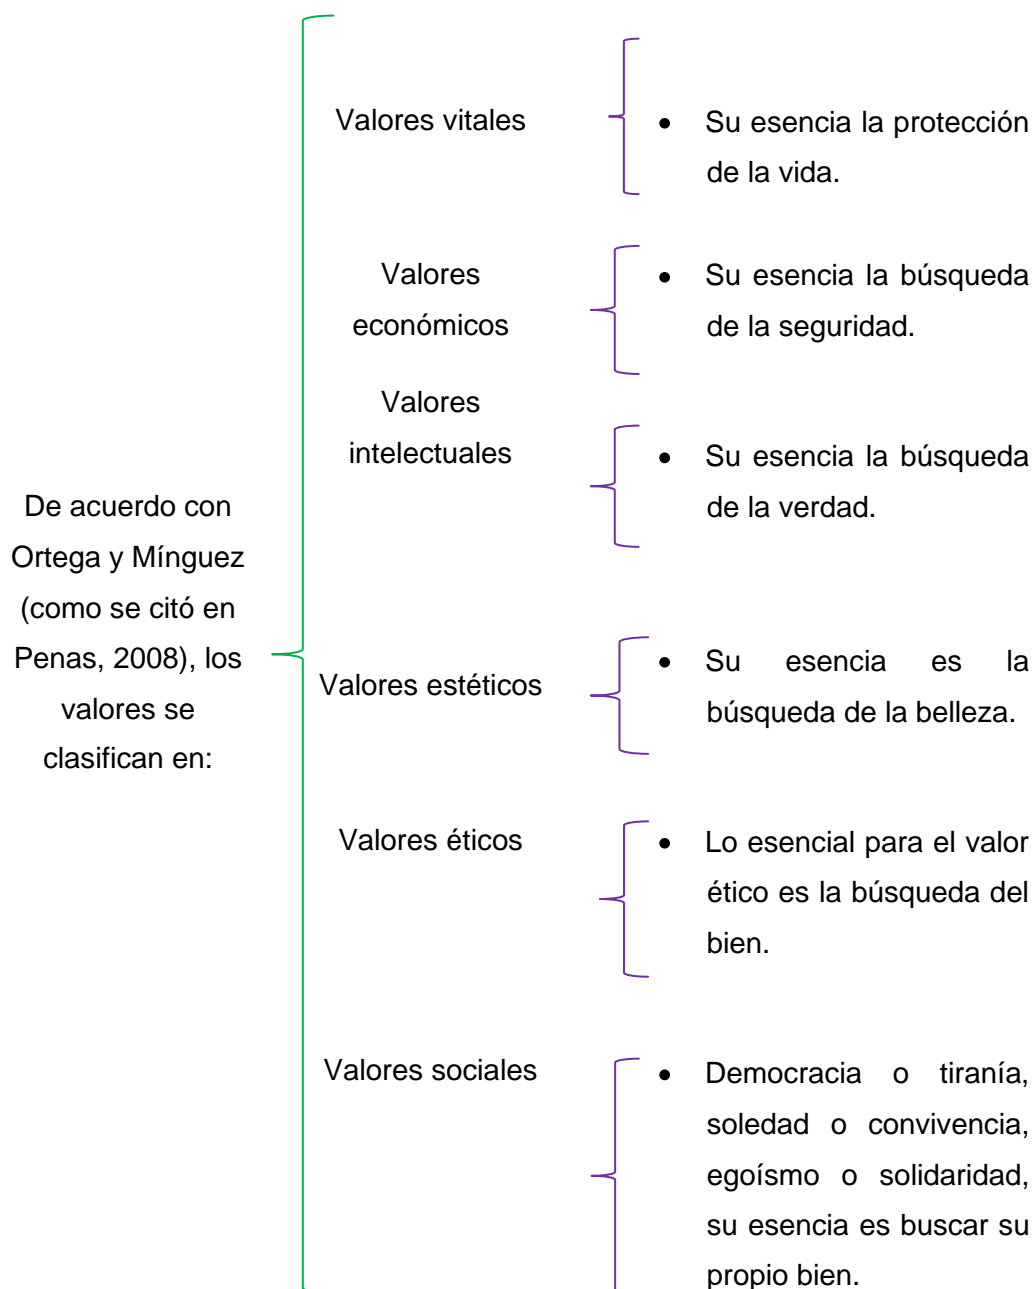 De acuerdo con
Ortega y Mínguez
(como se citó en
Penas, 2008), los
valores se
clasifican en:
Valores vitales
• Su esencia la protección
de la vida.
Valores
económicos
• Su esencia la búsqueda
de la seguridad.
Valores
intelectuales
• Su esencia la búsqueda
de la verdad.
Valores estéticos
• Su esencia es la
búsqueda de la belleza.
Valores éticos
• Lo esencial para el valor
ético es la búsqueda del
bien.
Valores sociales
• Democracia o tiranía,
soledad o convivencia,
egoísmo o solidaridad,
su esencia es buscar su
propio bien.